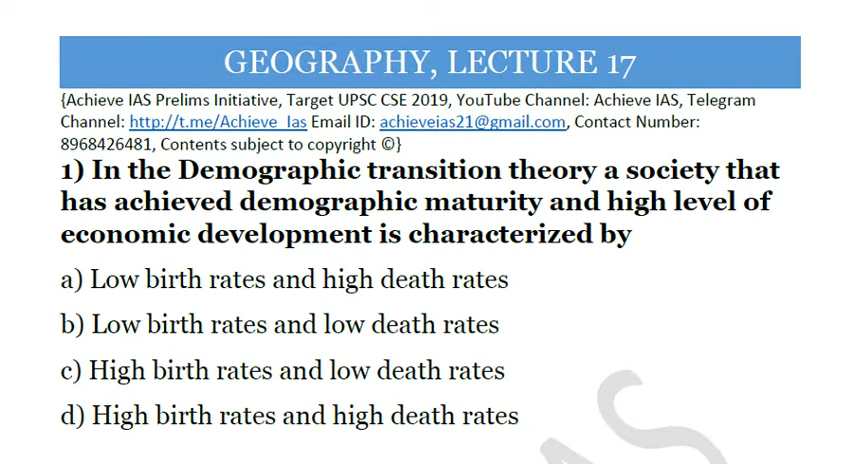 GEOGRAPHY, LECTURE 17
{Achieve IAS Prelims Initiative, Target UPSC CSE 2019, YouTube Channel: Achieve IAS, Telegram
Channel: http://t.me/Achieve_Ias Email ID: achieveias21@gmail.com, Contact Number:
8968426481, Contents subject to copyright ©}
1) In the Demographic transition theory a society that
has achieved demographic maturity and high level of
economic development is characterized by
a) Low birth rates and high death rates
b) Low birth rates and low death rates
c) High birth rates and low death rates
d) High birth rates and high death rates
AS